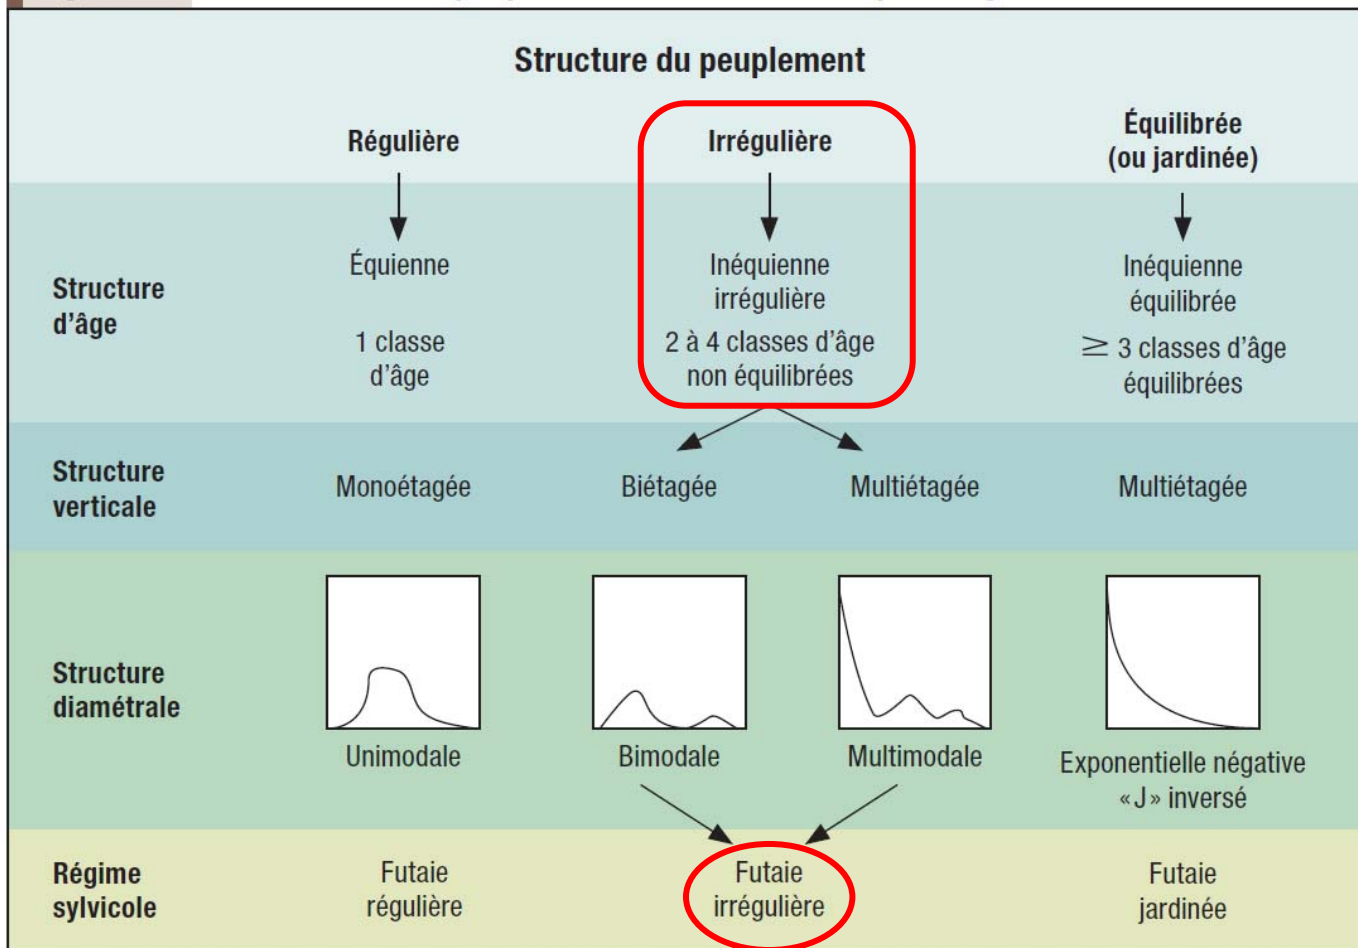 Structure du peuplement
Régulière
Irrégulière
Équilibrée
(ou jardinée)
Structure
d'âge
Équienne
1 classe
d'âge
Inéquienne
irrégulière
2 à 4 classes d'âge
non équilibrées
Inéquienne
équilibrée
≥ 3 classes d'âge
équilibrées
Structure
verticale
Monoétagée
Biétagée
Multiétagée
Multiétagée
Structure
diamétrale
Unimodale
Bimodale
Multimodale
Exponentielle négative
«J» inversé
Régime
sylvicole
Futaie
régulière
Futaie
irrégulière
Futaie
jardinée